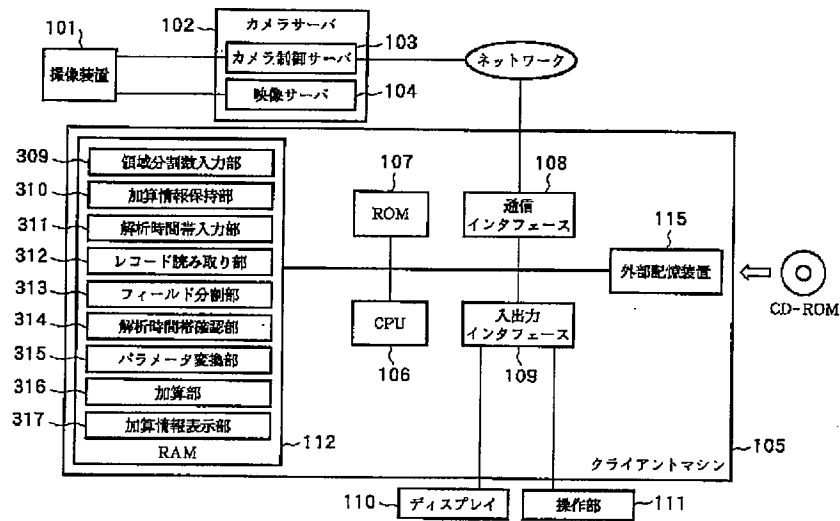 101
撮像装置
102
カメラサーバ
103
カメラ制御サーバ
映像サーバ
104
ネットワーク
309
領域分割数入力部
310
加算情報保持部
311
解析時間帯入力部
312
レコード読み取り部
313
フィールド分割部
314
解析時間帯確認部
315
パラメータ変換部
316
加算部
317
加算情報表示部
RAM
112
107
ROM
CPU
106
108
通信
インタフェース
入出力
インタフェース
109
115
外部記憶装置
CD-ROM
105
クライアントマシン
110
ディスプレイ
操作部
111